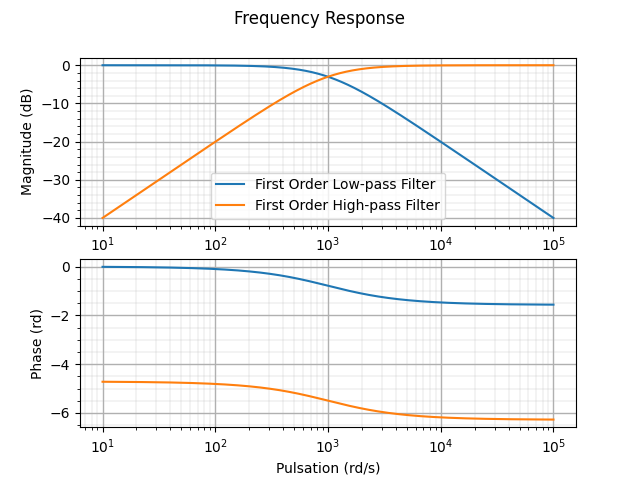 Frequency Response
Magnitude (dB)
0
−10
−20
−30
−40
First Order Low-pass Filter
First Order High-pass Filter
10¹ 10² 10³ 10⁴ 10⁵
Phase (rd)
0
−2
−4
−6
10¹ 10² 10³ 10⁴ 10⁵
Pulsation (rd/s)